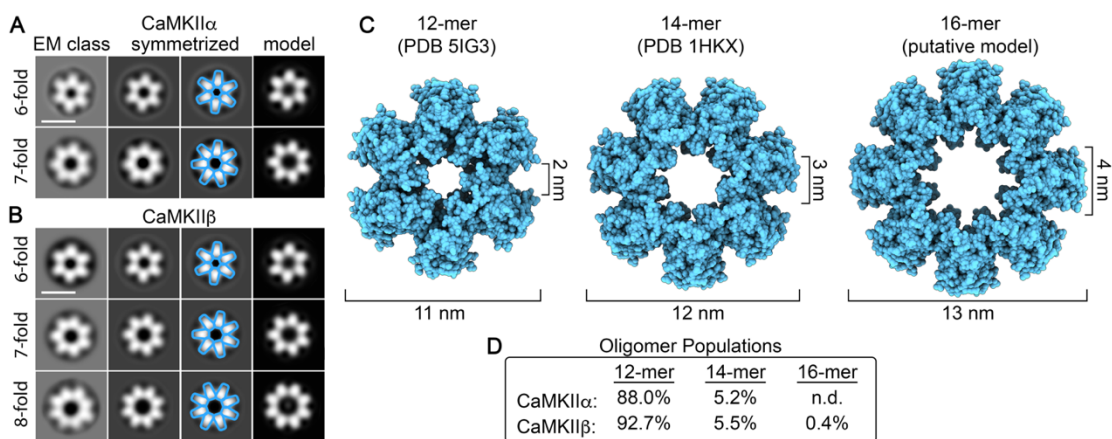 A
CaMKIIα
EM class symmetrized model
6-fold
7-fold
B
CaMKIIβ
6-fold
7-fold
8-fold
C
12-mer
(PDB 5IG3)
14-mer
(PDB 1HKX)
16-mer
(putative model)
2 nm
3 nm
4 nm
11 nm
12 nm
13 nm
D
Oligomer Populations
12-mer 14-mer 16-mer
CaMKIIα: 88.0% 5.2% n.d.
CaMKIIβ: 92.7% 5.5% 0.4%